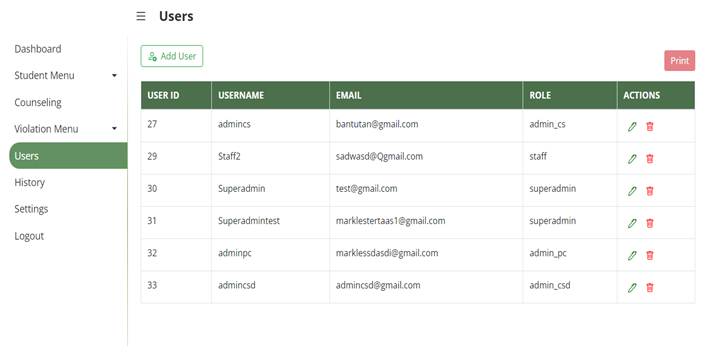 Users
Dashboard
Student Menu
Counseling
Violation Menu
Users
History
Settings
Logout
Add User
Print
USER ID USERNAME EMAIL ROLE ACTIONS
27 admincs bantutan@gmail.com admin_cs
29 Staff2 sadwasd@Qgmail.com staff
30 Superadmin test@gmail.com superadmin
31 Superadmintest marklestertaas1@gmail.com superadmin
32 adminpc marklessdasdi@gmail.com admin_pc
33 admincsd admincsd@gmail.com admin_csd